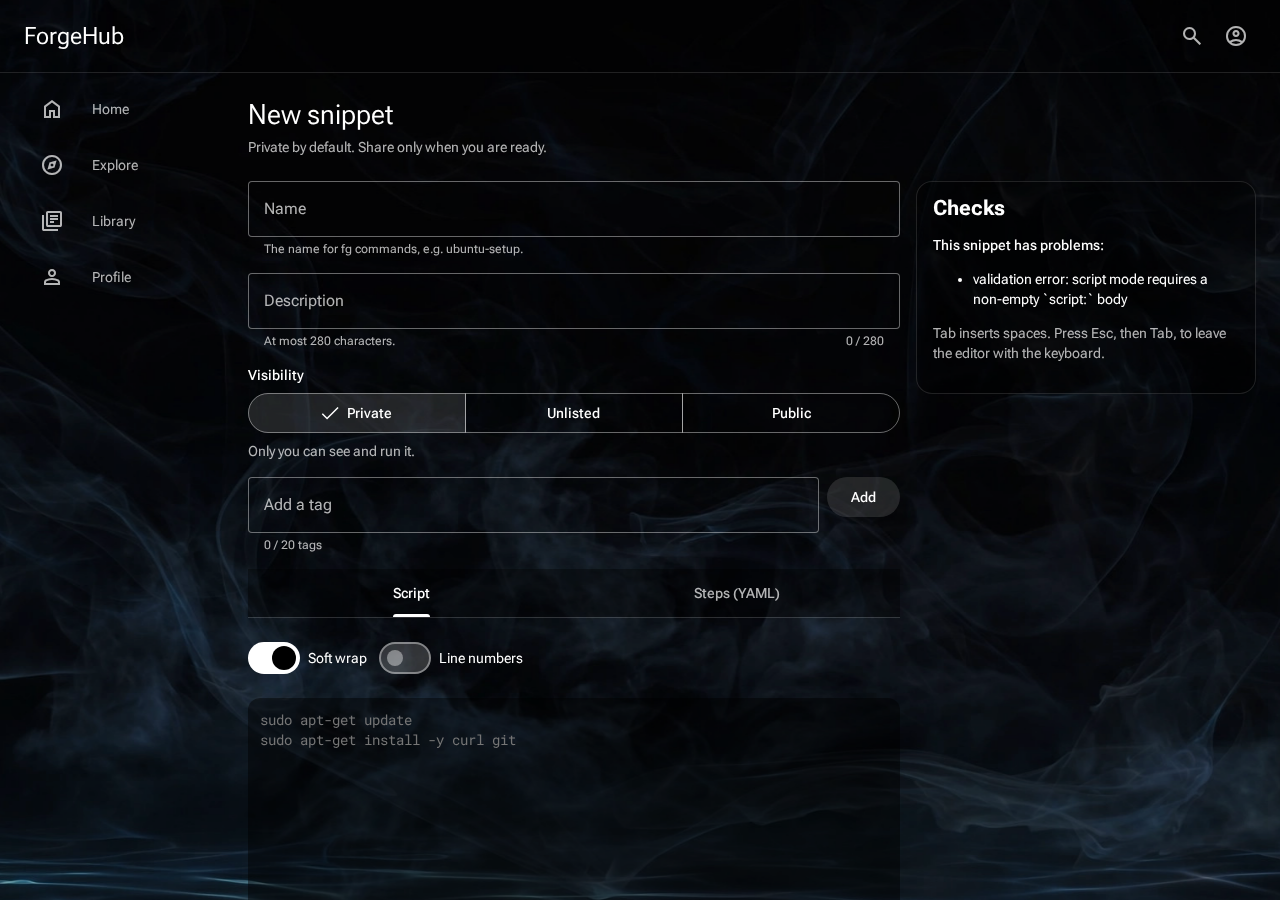 ForgeHub
Home
Explore
Library
Profile
New snippet
Private by default. Share only when you are ready.
Name
The name for fg commands, e.g. ubuntu-setup.
Description
At most 280 characters.
0 / 280
Visibility
Private
Unlisted
Public
Only you can see and run it.
Add a tag
Add
0 / 20 tags
Script
Steps (YAML)
Soft wrap
Line numbers
sudo apt-get update
sudo apt-get install -y curl git
Checks
This snippet has problems:
validation error: script mode requires a
non-empty `script:` body
Tab inserts spaces. Press Esc, then Tab, to leave
the editor with the keyboard.